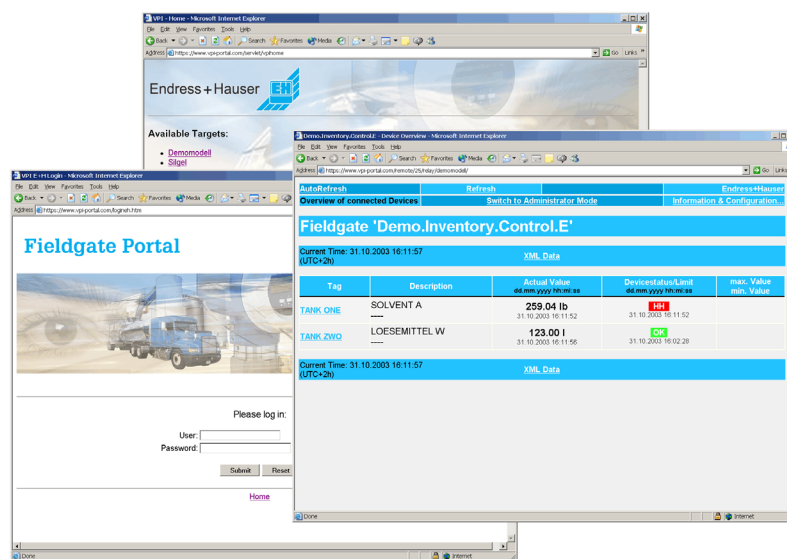 VPI - Home - Microsoft Internet Explorer
File Edit View Favorites Tools Help
Back Search Favorites Media
Address https://www.vpi-portal.com/servlet/vpihome Go Links
Endress+Hauser EH
Available Targets:
Demomodell
Silgel
Demo.Inventory.Control.E - Device Overview - Microsoft Internet Explorer
File Edit View Favorites Tools Help
Back Search Favorites Media
Address https://www.vpi-portal.com/remote/25/relay/demomodell/ Go Links
AutoRefresh Refresh Endress+Hauser
Overview of connected Devices Switch to Administrator Mode Information & Configuration...
Fieldgate 'Demo.Inventory.Control.E'
Current Time: 31.10.2003 16:11:57
(UTC+2h)
XML Data
Tag Description Actual Value Devicestatus/Limit max. Value
dd.mm.yyyy hh:mi:ss dd.mm.yyyy hh:mi:ss min. Value
TANK ONE SOLVENT A 259.04 lb HH
---- 31.10.2003 16:11:52 31.10.2003 16:11:52
TANK ZWO LOESEMITTEL W 123.00 l OK
---- 31.10.2003 16:11:56 31.10.2003 16:02:28
Current Time: 31.10.2003 16:11:57
(UTC+2h)
XML Data
Done Internet
VPI E+H Login - Microsoft Internet Explorer
File Edit View Favorites Tools Help
Back Search Favorites Media
Address https://www.vpi-portal.com/logineh.htm
Fieldgate Portal
Please log in:
User:
Password:
Submit Reset
Home
Done Internet